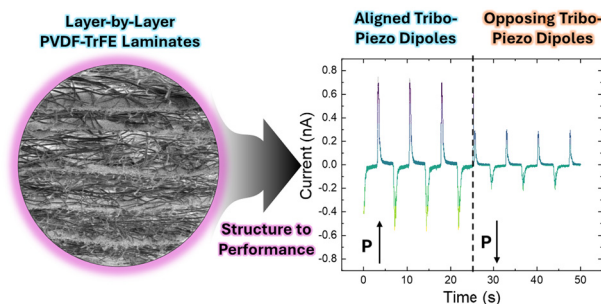 Layer-by-Layer
PVDF-TrFE Laminates
Structure to
Performance
Aligned Tribo-
Piezo Dipoles
Opposing Tribo-
Piezo Dipoles
Current (nA)
0.8
0.6
0.4
0.2
0.0
-0.2
-0.4
-0.6
-0.8
P
P
0
10
20
30
40
50
Time (s)